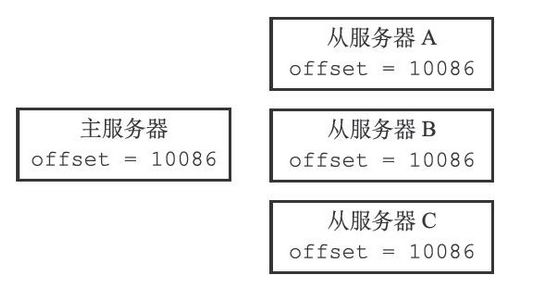 主服务器
offset = 10086
从服务器 A
offset = 10086
从服务器 B
offset = 10086
从服务器 C
offset = 10086